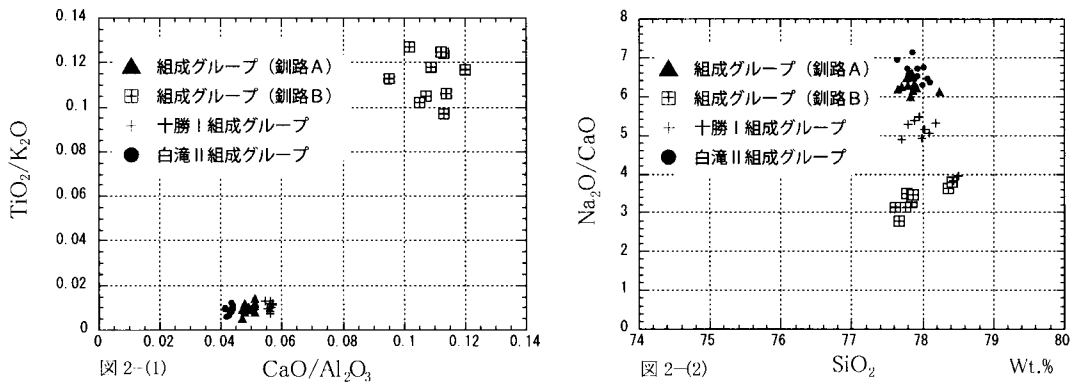 TiO₂/K₂O
0.14
0.12
0.1
0.08
0.06
0.04
0.02
0
▲ 組成グループ（釧路A）
⊞ 組成グループ（釧路B）
+ 十勝Ⅰ組成グループ
● 白滝Ⅱ組成グループ
0 0.02 0.04 0.06 0.08 0.1 0.12 0.14
図2-(1) CaO/Al₂O₃
Na₂O/CaO
8
7
6
5
4
3
2
1
0
▲ 組成グループ（釧路A）
⊞ 組成グループ（釧路B）
+ 十勝Ⅰ組成グループ
● 白滝Ⅱ組成グループ
74 75 76 77 78 79 80
図2-(2) SiO₂ Wt.%